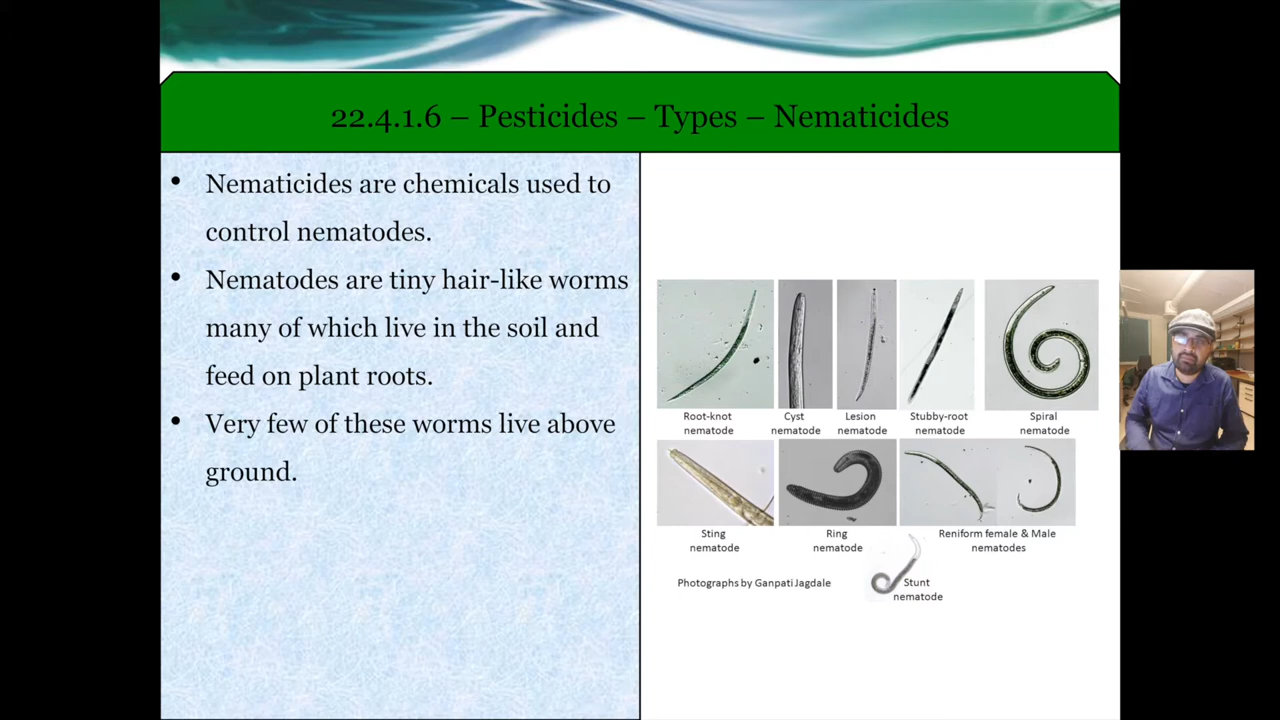 22.4.1.6 – Pesticides – Types – Nematicides
• Nematicides are chemicals used to
control nematodes.
• Nematodes are tiny hair-like worms
many of which live in the soil and
feed on plant roots.
• Very few of these worms live above
ground.
Root-knot
nematode
Cyst
nematode
Lesion
nematode
Stubby-root
nematode
Spiral
nematode
Sting
nematode
Ring
nematode
Reniform female & Male
nematodes
Photographs by Ganpati Jagdale
Stunt
nematode